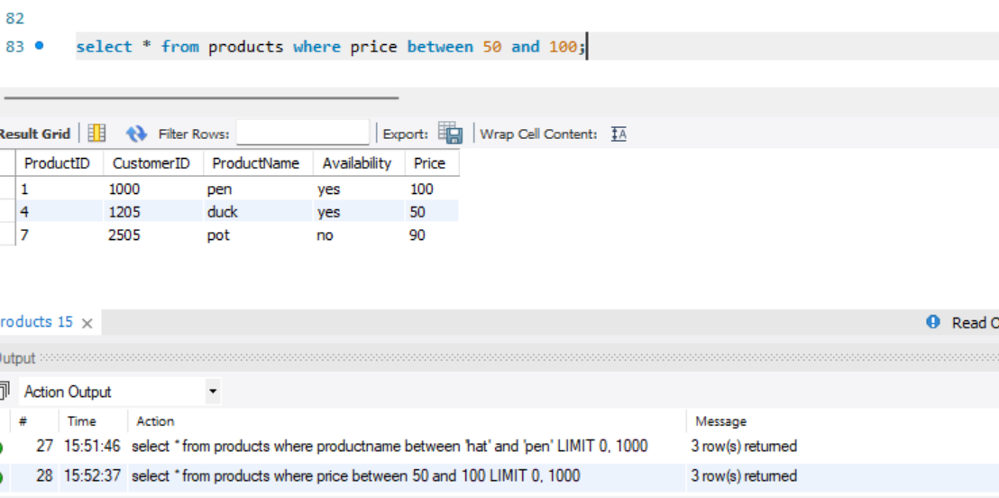 82
83 select * from products where price between 50 and 100;
Result Grid Filter Rows: Export: Wrap Cell Content:
ProductID CustomerID ProductName Availability Price
1 1000 pen yes 100
4 1205 duck yes 50
7 2505 pot no 90
roducts 15 Read O
Output
Action Output
# Time Action Message
27 15:51:46 select * from products where productname between 'hat' and 'pen' LIMIT 0, 1000 3 row(s) returned
28 15:52:37 select * from products where price between 50 and 100 LIMIT 0, 1000 3 row(s) returned